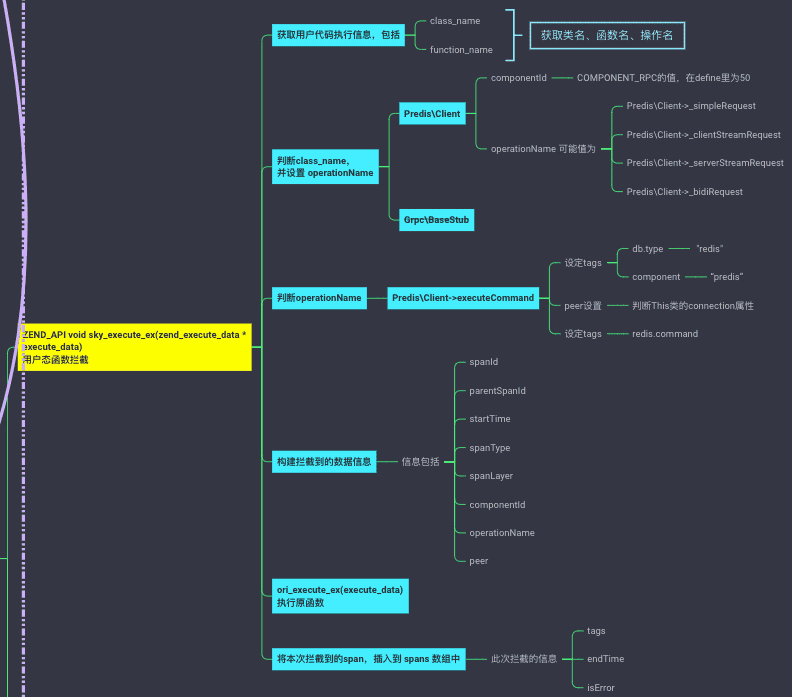 获取用户代码执行信息，包括
class_name
function_name
获取类名、函数名、操作名
判断class_name，
并设置 operationName
Predis\Client
componentId
COMPONENT_RPC的值，在define里为50
operationName 可能值为
Predis\Client->_simpleRequest
Predis\Client->_clientStreamRequest
Predis\Client->_serverStreamRequest
Predis\Client->_bidiRequest
Grpc\BaseStub
判断operationName
Predis\Client->executeCommand
设定tags
db.type
"redis"
component
"predis"
peer设置
判断This类的connection属性
设定tags
redis.command
ZEND_API void sky_execute_ex(zend_execute_data *
execute_data)
用户态函数拦截
构建拦截到的数据信息
信息包括
spanId
parentSpanId
startTime
spanType
spanLayer
componentId
operationName
peer
ori_execute_ex(execute_data)
执行原函数
将本次拦截到的span，插入到 spans 数组中
此次拦截的信息
tags
endTime
isError